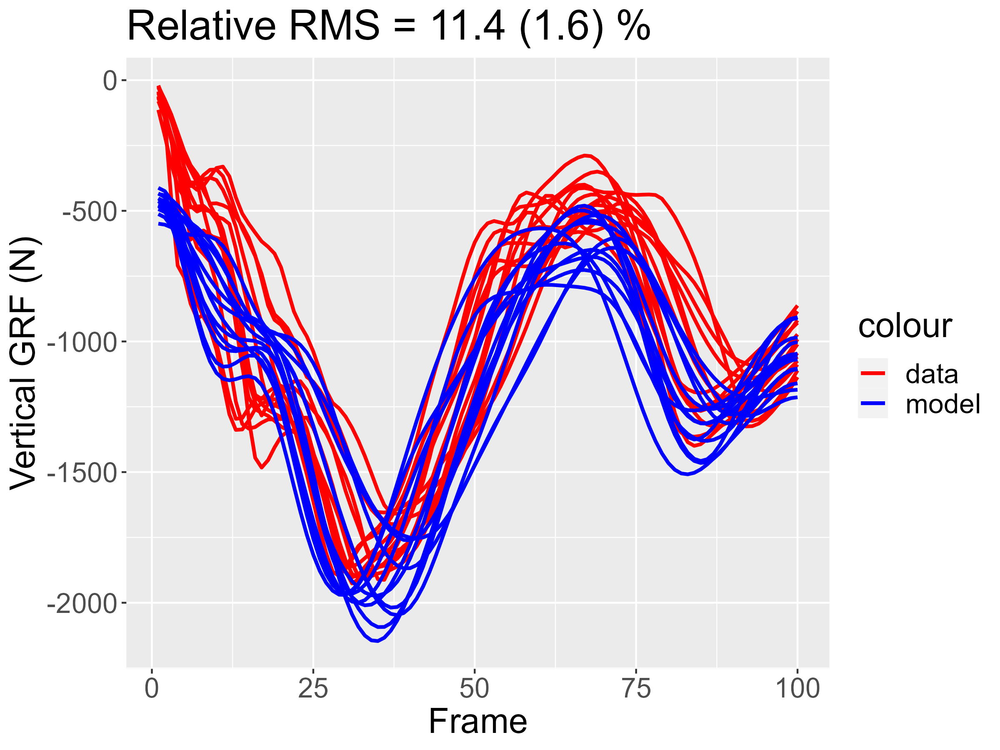 Relative RMS = 11.4 (1.6) %
0
-500
-1000
-1500
-2000
Vertical GRF (N)
0 25 50 75 100
Frame
colour
data
model